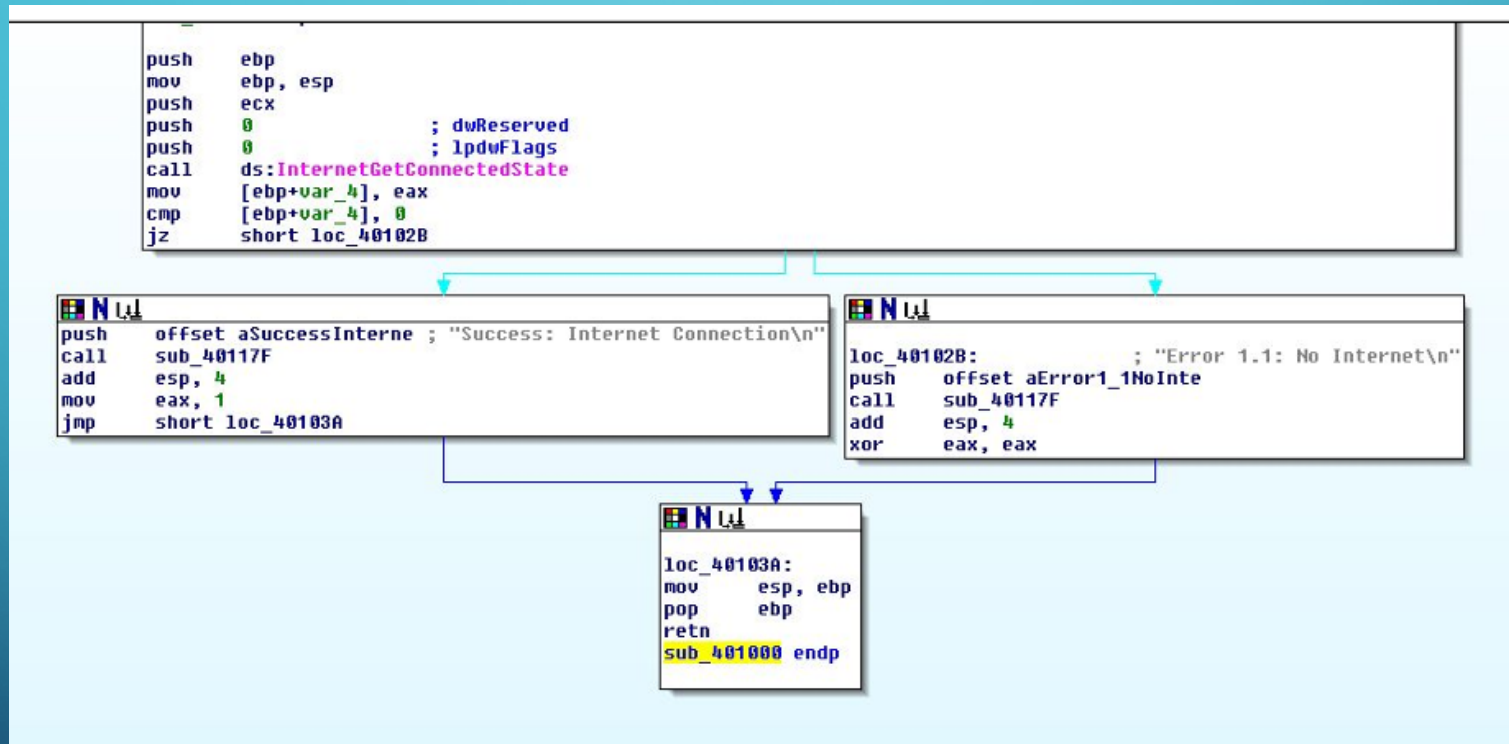 push ebp
mov ebp, esp
push ecx
push 0 ; dwReserved
push 0 ; lpdwFlags
call ds:InternetGetConnectedState
mov [ebp+var_4], eax
cmp [ebp+var_4], 0
jz short loc_40102B
push offset aSuccessInterne ; "Success: Internet Connection\n"
call sub_40117F
add esp, 4
mov eax, 1
jmp short loc_40103A
loc_40102B: ; "Error 1.1: No Internet\n"
push offset aError1_1NoInte
call sub_40117F
add esp, 4
xor eax, eax
loc_40103A:
mov esp, ebp
pop ebp
retn
sub_401000 endp